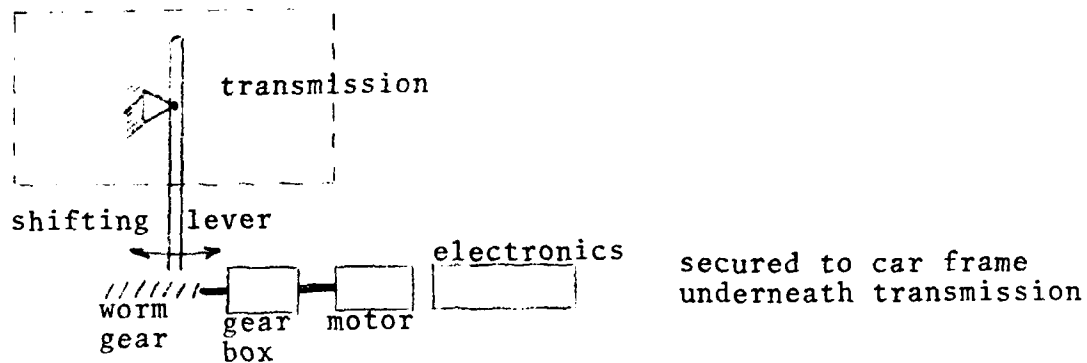 transmission
shifting lever
electronics
secured to car frame
underneath transmission
worm
gear
gear
box
motor